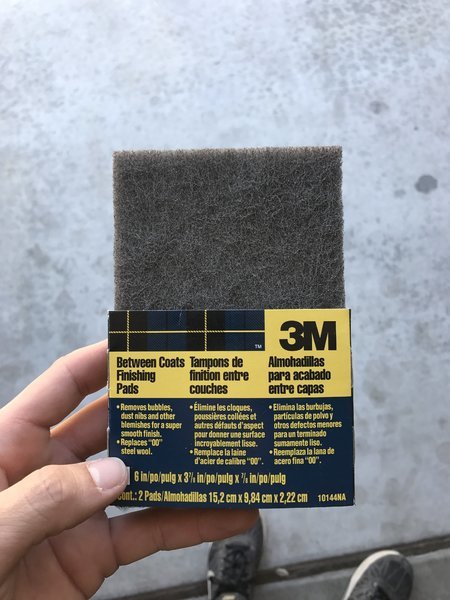 3M
TM
Between Coats
Finishing
Pads
Tampons de
finition entre
couches
Almohadillas
para acabado
entre capas
• Removes bubbles,
dust nibs and other
blemishes for a super
smooth finish.
• Replaces "00"
steel wool.
• Élimine les cloques,
poussières collées et
autres défauts d'aspect
pour donner une surface
incroyablement lisse.
• Remplace la laine
d'acier de calibre "00".
• Elimina las burbujas,
partículas de polvo y
otros defectos menores
para un terminado
sumamente liso.
• Reemplaza la lana de
acero fina "00".
6 in/po/pulg x 3 7/8 in/po/pulg x 7/8 in/po/pulg
Cont.: 2 Pads/Almohadillas 15,2 cm x 9,84 cm x 2,22 cm
10144NA